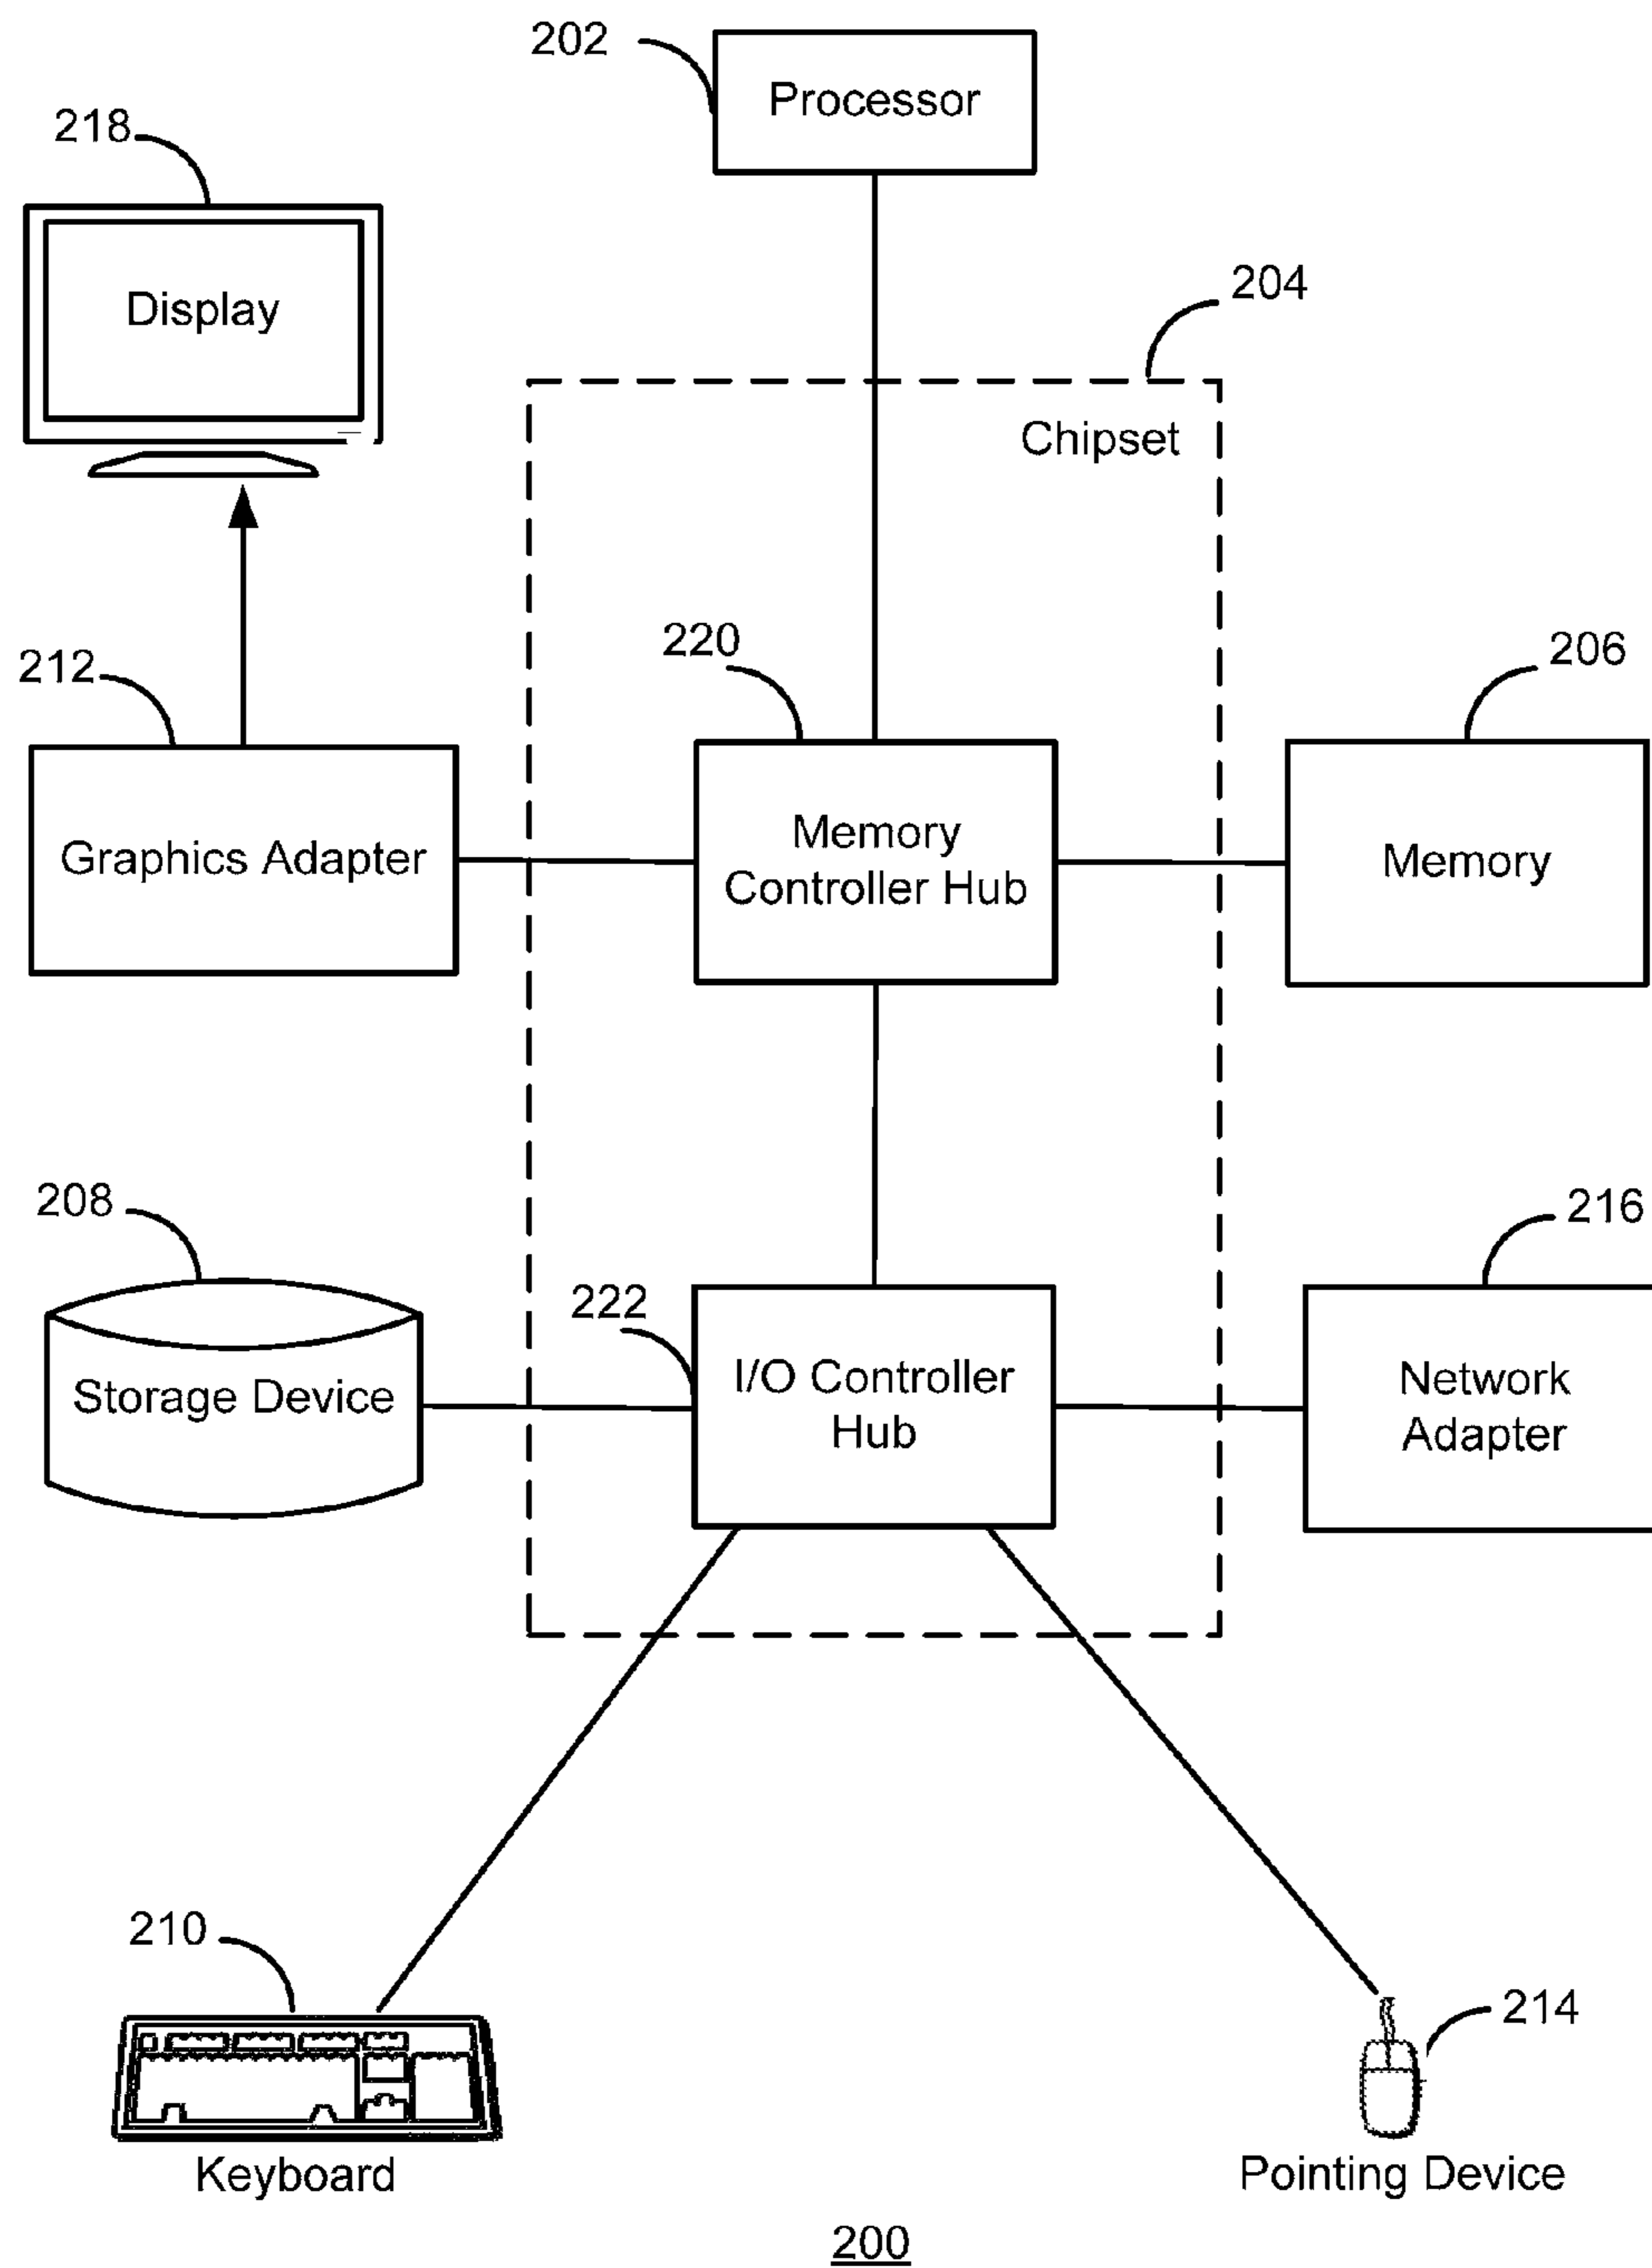 202
Processor
218
Display
204
Chipset
220
206
212
Memory
Controller Hub
Graphics Adapter
Memory
208
216
222
I/O Controller
Hub
Storage Device
Network
Adapter
210
214
Keyboard
Pointing Device
200